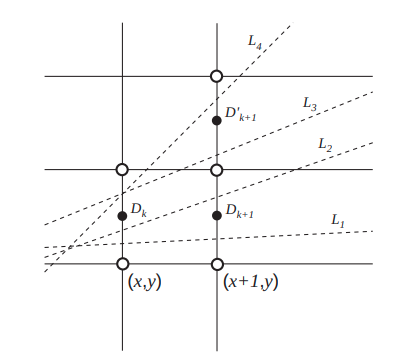 L₄
L₃
D'ₖ₊₁
L₂
Dₖ Dₖ₊₁
L₁
(x,y) (x+1,y)